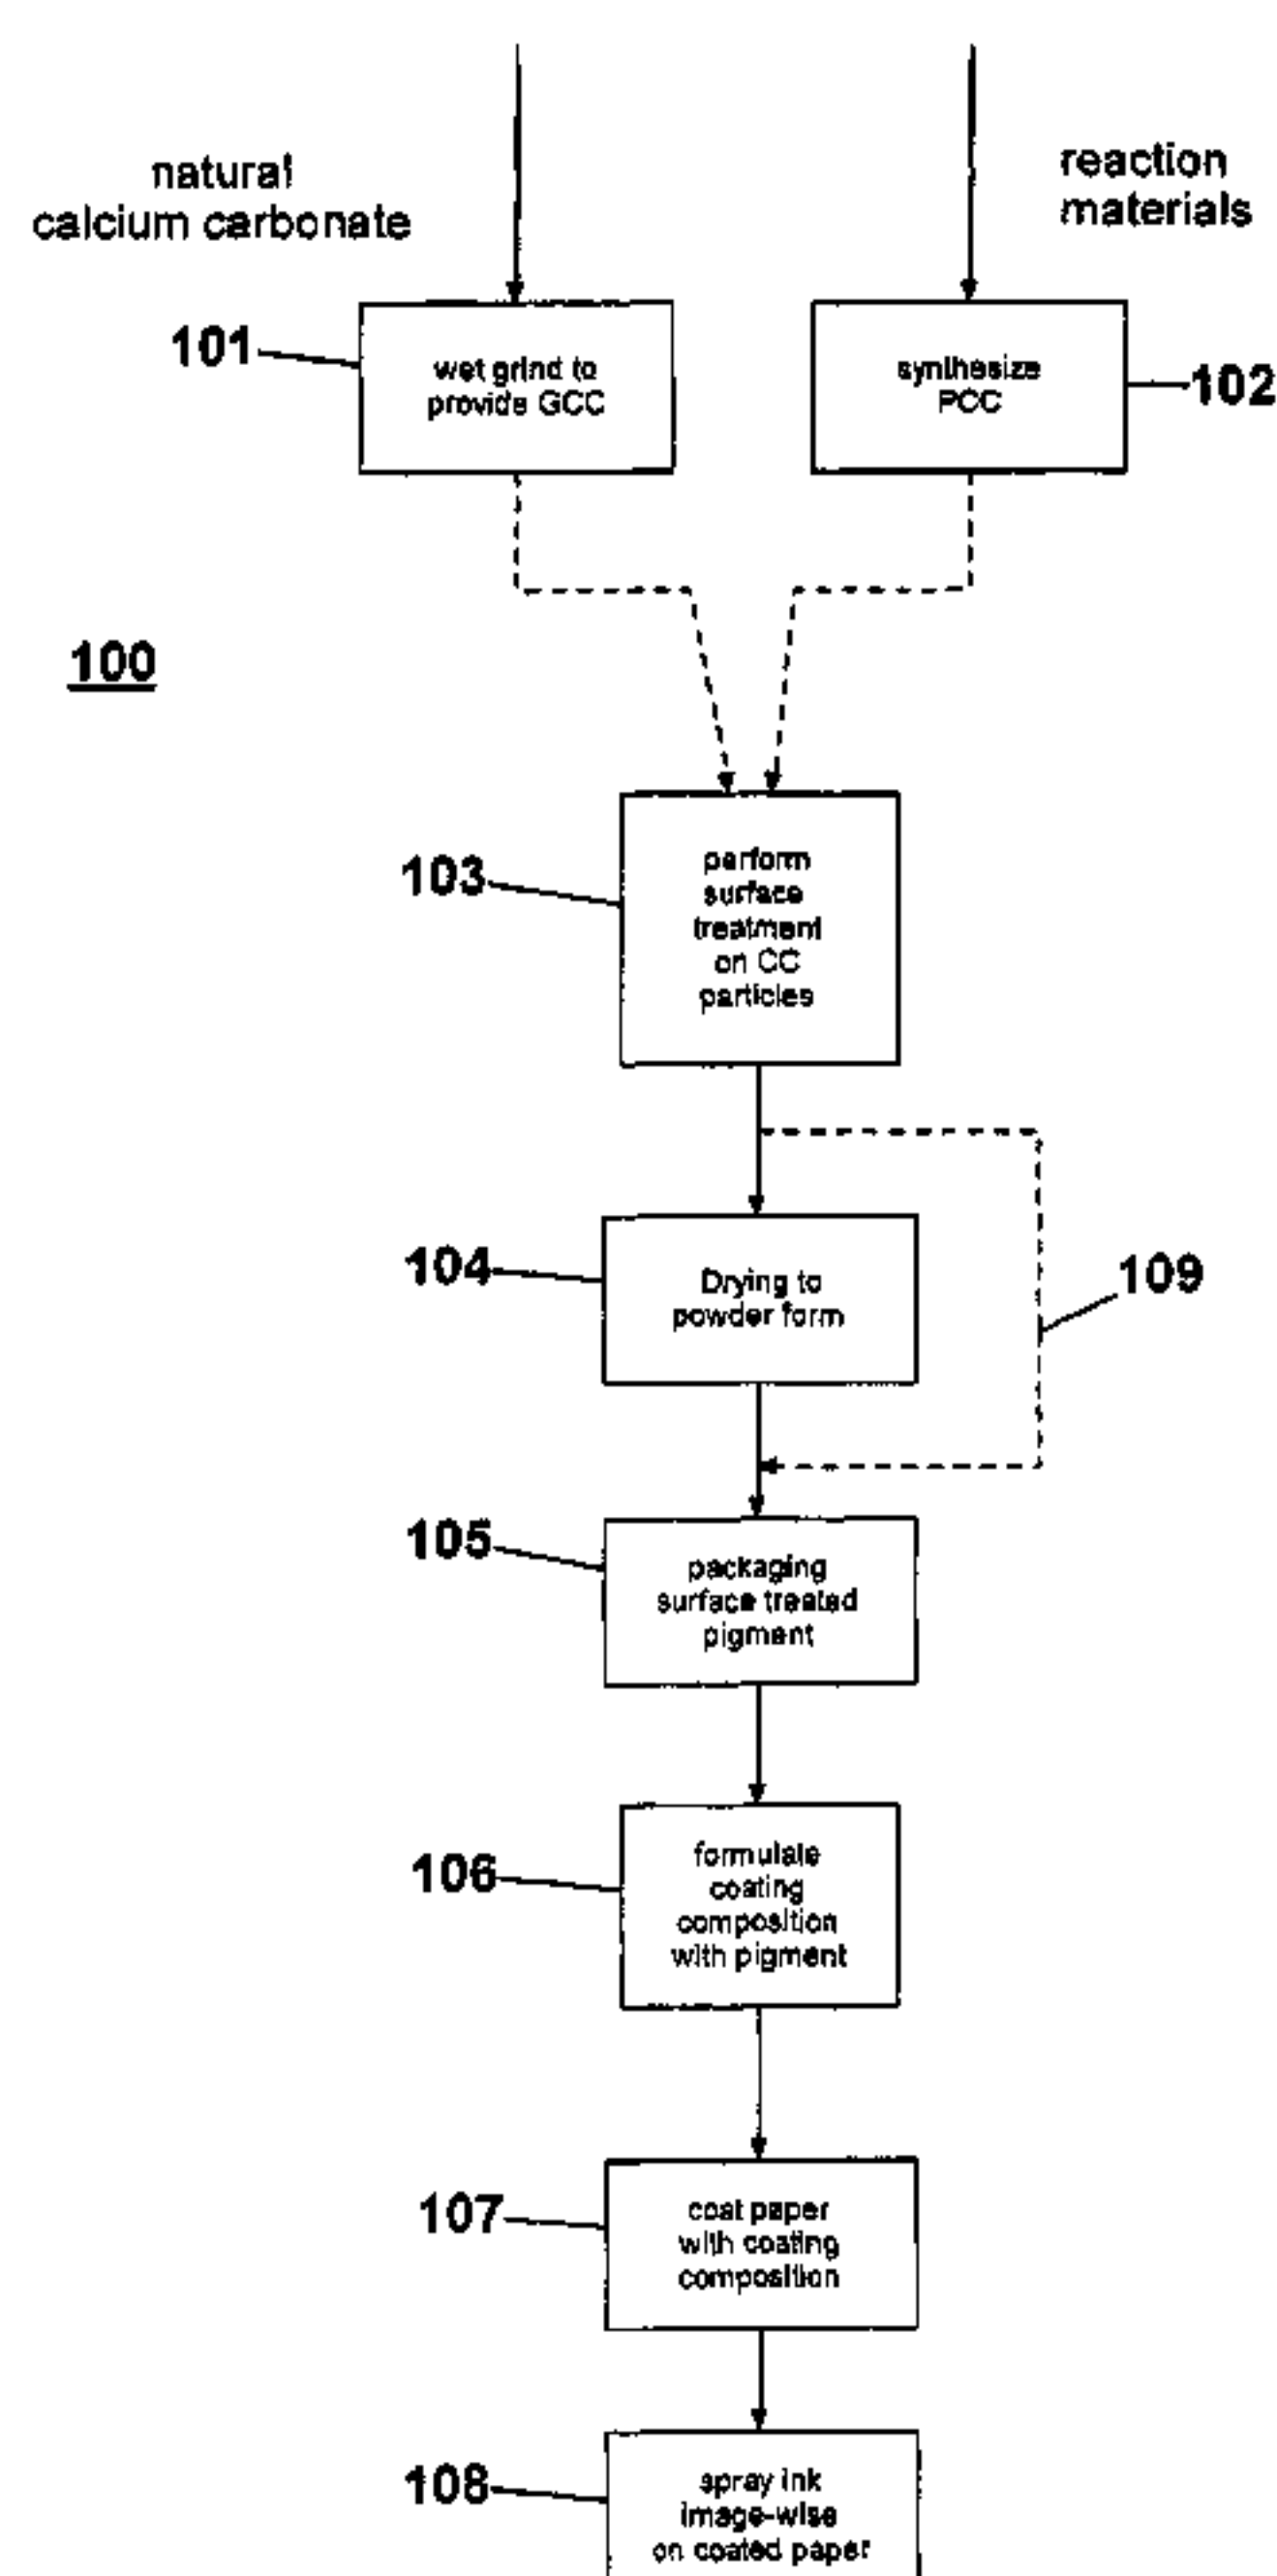 natural
calcium carbonate
reaction
materials
101
wet grind to
provide GCC
synthesize
PCC
102
100
103
perform
surface
treatment
on CC
particles
104
Drying to
powder form
109
105
packaging
surface treated
pigment
106
formulate
coating
composition
with pigment
107
coat paper
with coating
composition
108
spray ink
image-wise
on coated paper